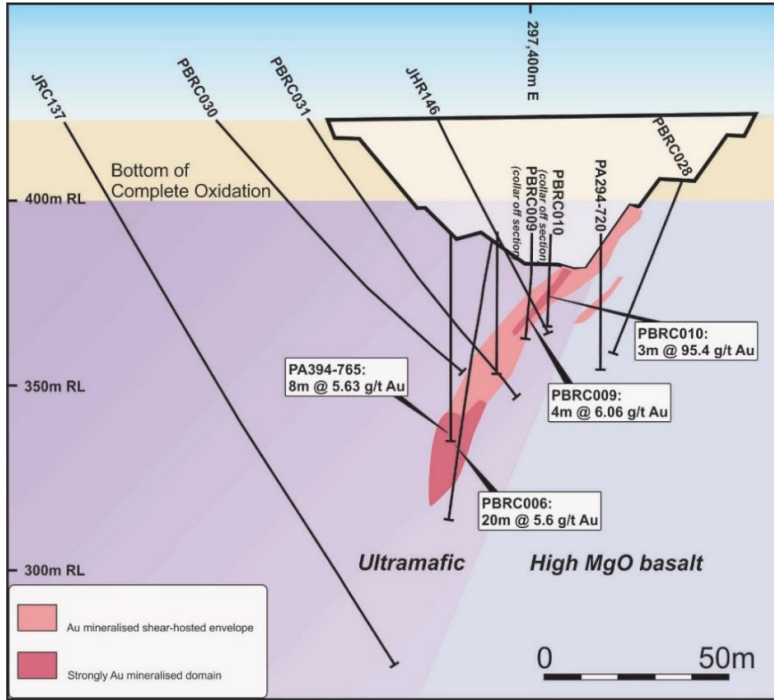 297,400m E
JRC137
PBRC030
PBRC031
JHR146
PBRC028
PBRC010
(collar off section)
PBRC009
(collar off section)
PA294-720
Bottom of
Complete Oxidation
400m RL
PBRC010:
3m @ 95.4 g/t Au
350m RL
PA394-765:
8m @ 5.63 g/t Au
PBRC009:
4m @ 6.06 g/t Au
PBRC006:
20m @ 5.6 g/t Au
Ultramafic
High MgO basalt
300m RL
Au mineralised shear-hosted envelope
Strongly Au mineralised domain
0
50m